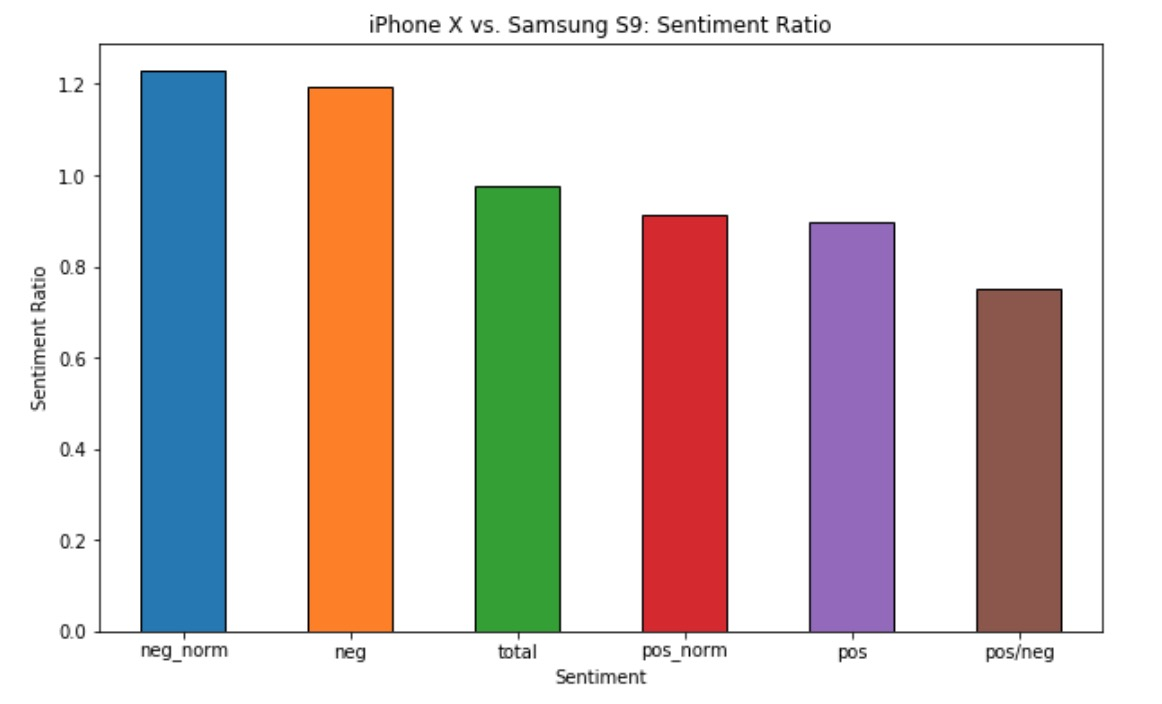 iPhone X vs. Samsung S9: Sentiment Ratio
Sentiment Ratio
1.2
1.0
0.8
0.6
0.4
0.2
0.0
neg_norm neg total pos_norm pos pos/neg
Sentiment